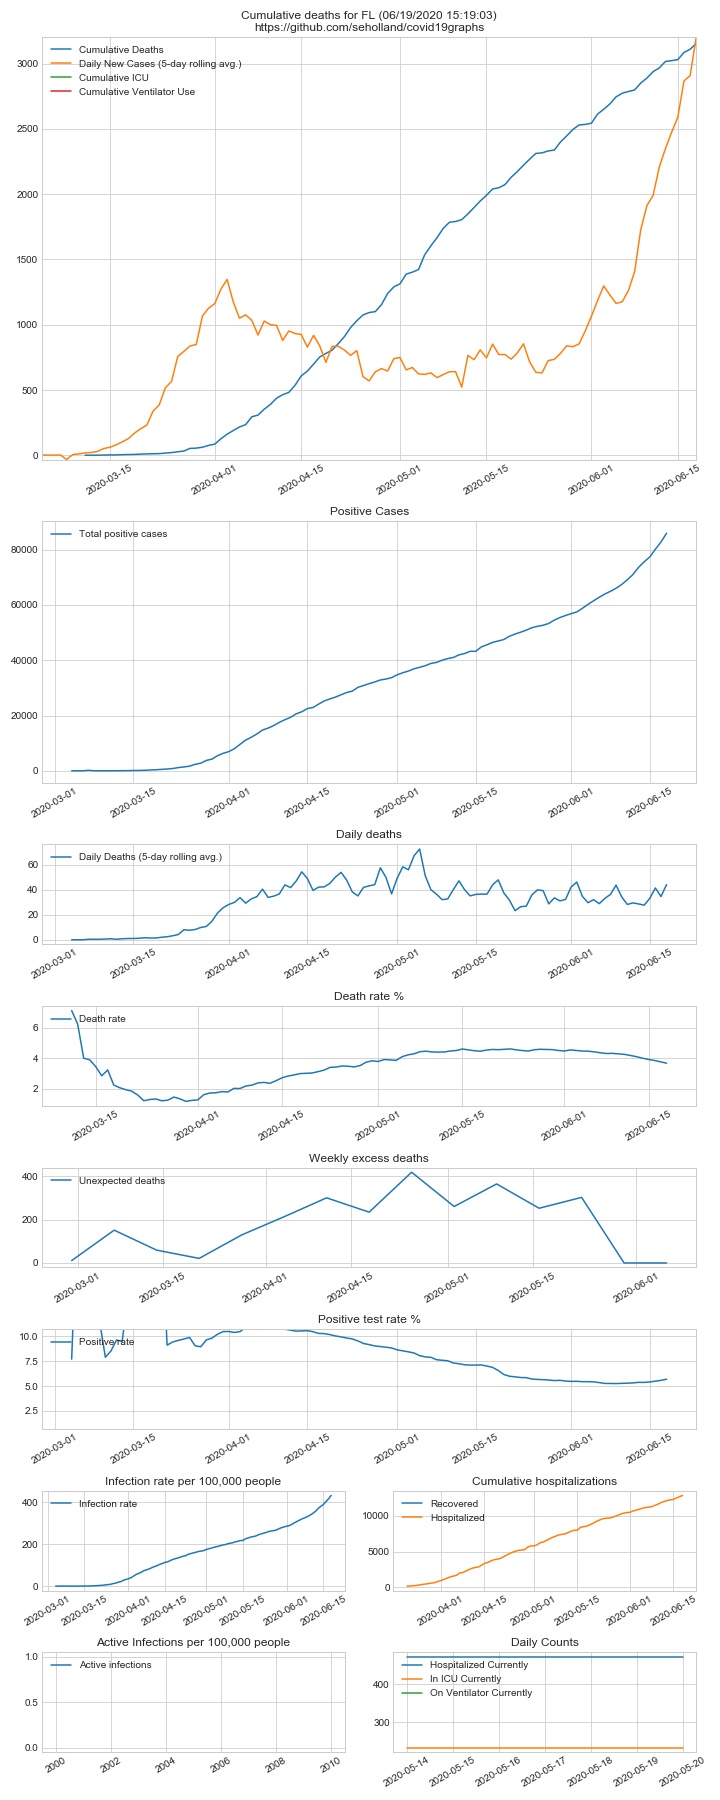 Cumulative deaths for FL (06/19/2020 15:19:03)
https://github.com/seholland/covid19graphs
Cumulative Deaths
Daily New Cases (5-day rolling avg.)
Cumulative ICU
Cumulative Ventilator Use
3000
2500
2000
1500
1000
500
0
2020-03-15 2020-04-01 2020-04-15 2020-05-01 2020-05-15 2020-06-01 2020-06-15
Positive Cases
Total positive cases
80000
60000
40000
20000
0
2020-03-01 2020-03-15 2020-04-01 2020-04-15 2020-05-01 2020-05-15 2020-06-01 2020-06-15
Daily deaths
Daily Deaths (5-day rolling avg.)
60
40
20
0
2020-03-01 2020-03-15 2020-04-01 2020-04-15 2020-05-01 2020-05-15 2020-06-01 2020-06-15
Death rate %
Death rate
6
4
2
2020-03-15 2020-04-01 2020-04-15 2020-05-01 2020-05-15 2020-06-01 2020-06-15
Weekly excess deaths
Unexpected deaths
400
200
0
2020-03-01 2020-03-15 2020-04-01 2020-04-15 2020-05-01 2020-05-15 2020-06-01
Positive test rate %
Positive rate
10.0
7.5
5.0
2.5
2020-03-01 2020-03-15 2020-04-01 2020-04-15 2020-05-01 2020-05-15 2020-06-01 2020-06-15
Infection rate per 100,000 people
Infection rate
400
200
0
2020-03-01 2020-03-15 2020-04-01 2020-04-15 2020-05-01 2020-05-15 2020-06-01 2020-06-15
Cumulative hospitalizations
Recovered
Hospitalized
10000
5000
0
2020-04-01 2020-04-15 2020-05-01 2020-05-15 2020-06-01 2020-06-15
Active Infections per 100,000 people
Active infections
1.0
0.5
0.0
2000 2002 2004 2006 2008 2010
Daily Counts
Hospitalized Currently
In ICU Currently
On Ventilator Currently
400
300
2020-05-14 2020-05-15 2020-05-16 2020-05-17 2020-05-18 2020-05-19 2020-05-20